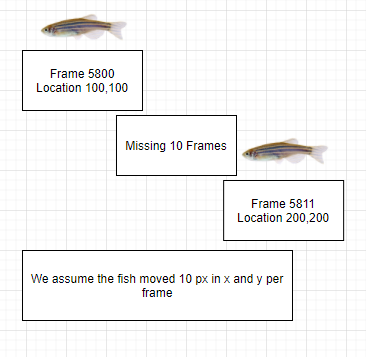 Frame 5800
Location 100,100
Missing 10 Frames
Frame 5811
Location 200,200
We assume the fish moved 10 px in x and y per
frame